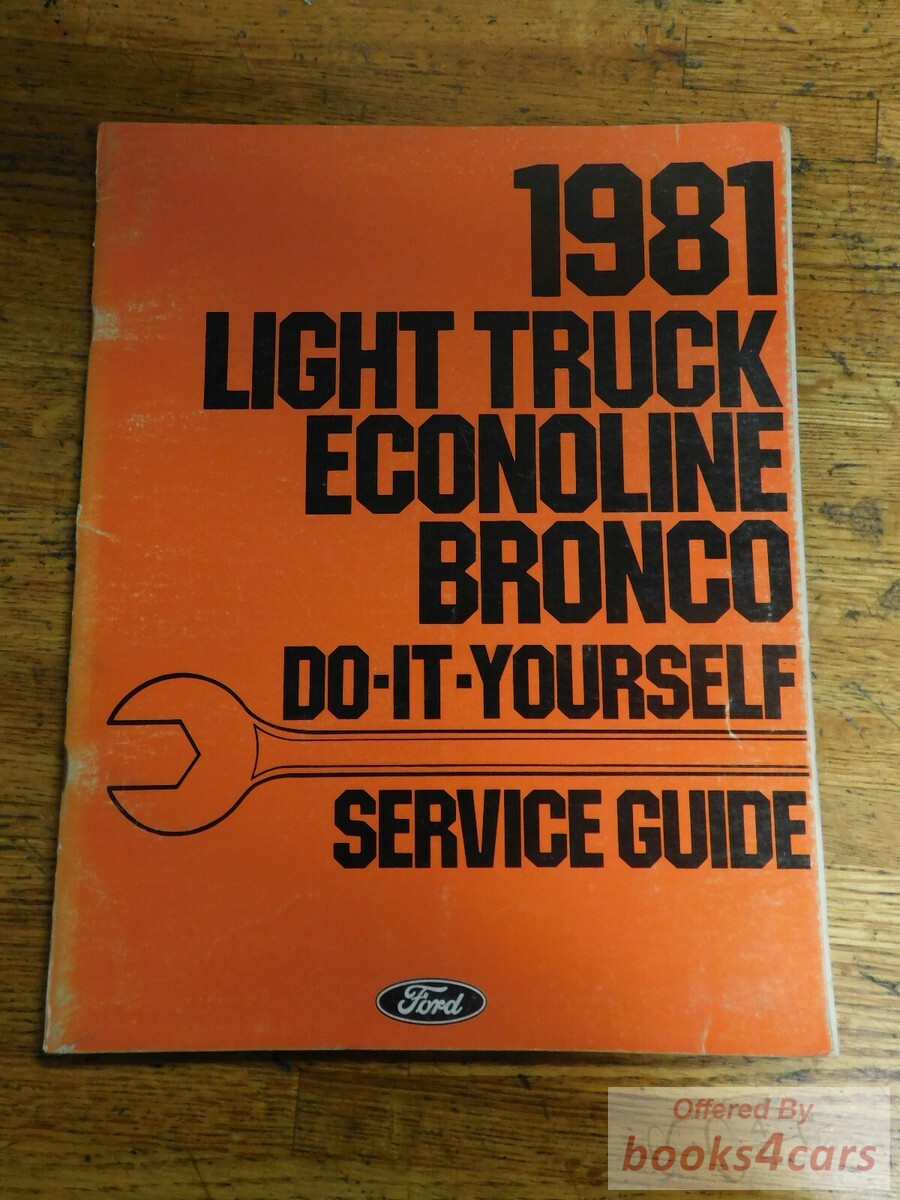 1981
LIGHT TRUCK
ECONOLINE
BRONCO
DO-IT-YOURSELF
SERVICE GUIDE
Ford
Offered By
books4cars